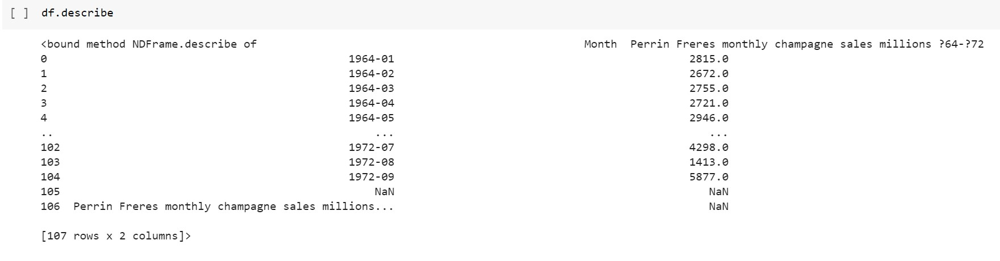 [ ] df.describe
<bound method NDFrame.describe of Month Perrin Freres monthly champagne sales millions ?64-?72
0 1964-01 2815.0
1 1964-02 2672.0
2 1964-03 2755.0
3 1964-04 2721.0
4 1964-05 2946.0
.. ... ...
102 1972-07 4298.0
103 1972-08 1413.0
104 1972-09 5877.0
105 NaN NaN
106 Perrin Freres monthly champagne sales millions... NaN
[107 rows x 2 columns]>